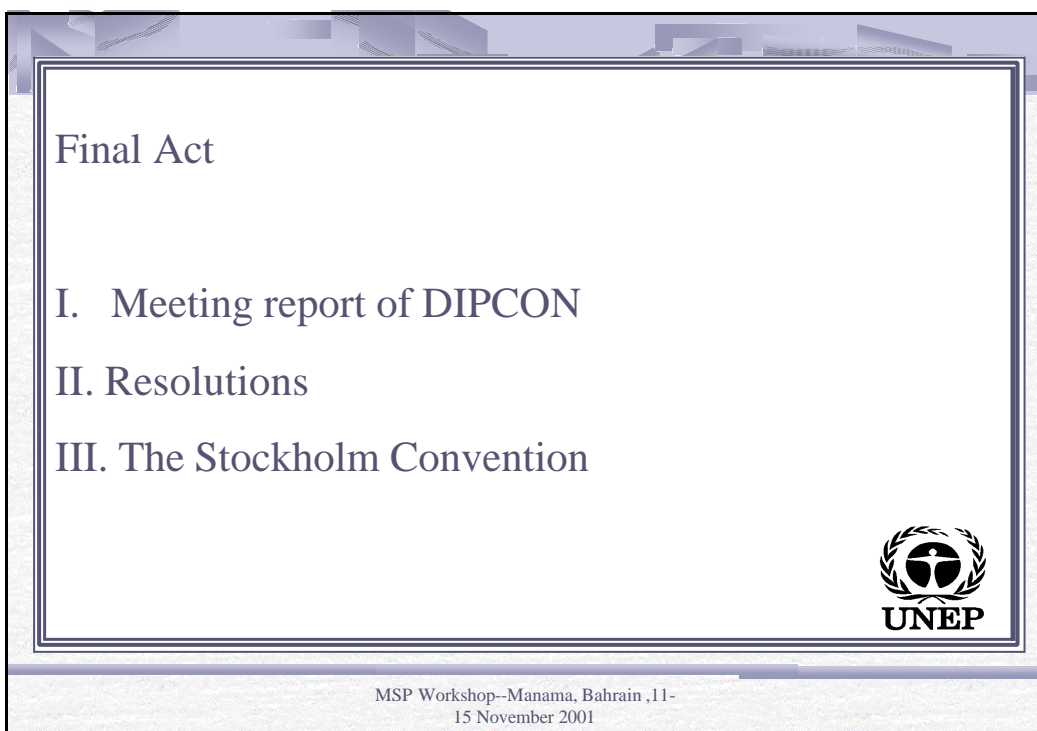 Final Act
I. Meeting report of DIPCON
II. Resolutions
III. The Stockholm Convention
UNEP
MSP Workshop--Manama, Bahrain ,11-
15 November 2001